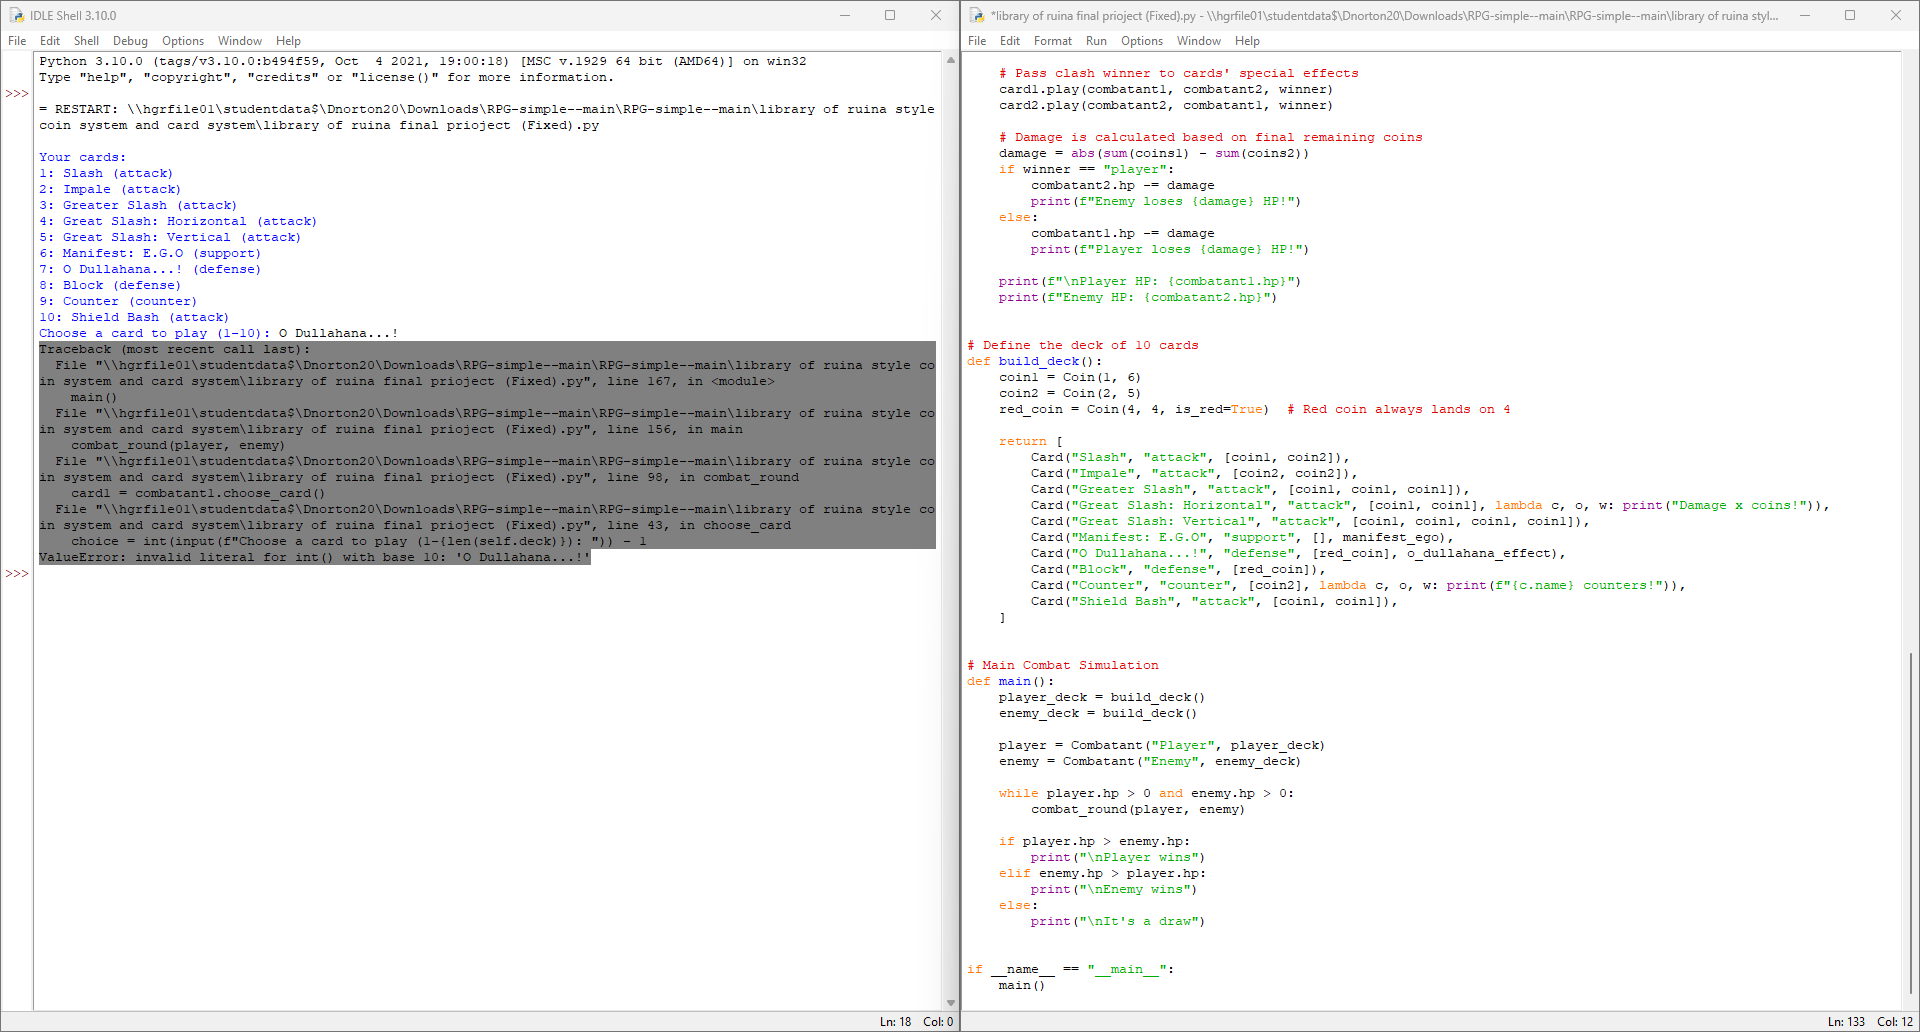 IDLE Shell 3.10.0
File Edit Shell Debug Options Window Help
Python 3.10.0 (tags/v3.10.0:b494f59, Oct  4 2021, 19:00:18) [MSC v.1929 64 bit (AMD64)] on win32
Type "help", "copyright", "credits" or "license()" for more information.
>>>
= RESTART: \\hgrfile01\studentdata$\Dnorton20\Downloads\RPG-simple--main\RPG-simple--main\library of ruina style
coin system and card system\library of ruina final prioject (Fixed).py
Your cards:
1: Slash (attack)
2: Impale (attack)
3: Greater Slash (attack)
4: Great Slash: Horizontal (attack)
5: Great Slash: Vertical (attack)
6: Manifest: E.G.O (support)
7: O Dullahana...! (defense)
8: Block (defense)
9: Counter (counter)
10: Shield Bash (attack)
Choose a card to play (1-10): O Dullahana...!
Traceback (most recent call last):
  File "\\hgrfile01\studentdata$\Dnorton20\Downloads\RPG-simple--main\RPG-simple--main\library of ruina style co
in system and card system\library of ruina final prioject (Fixed).py", line 167, in <module>
    main()
  File "\\hgrfile01\studentdata$\Dnorton20\Downloads\RPG-simple--main\RPG-simple--main\library of ruina style co
in system and card system\library of ruina final prioject (Fixed).py", line 156, in main
    combat_round(player, enemy)
  File "\\hgrfile01\studentdata$\Dnorton20\Downloads\RPG-simple--main\RPG-simple--main\library of ruina style co
in system and card system\library of ruina final prioject (Fixed).py", line 98, in combat_round
    card1 = combatant1.choose_card()
  File "\\hgrfile01\studentdata$\Dnorton20\Downloads\RPG-simple--main\RPG-simple--main\library of ruina style co
in system and card system\library of ruina final prioject (Fixed).py", line 43, in choose_card
    choice = int(input(f"Choose a card to play (1-{len(self.deck)}): ")) - 1
ValueError: invalid literal for int() with base 10: 'O Dullahana...!'
>>>
Ln: 18 Col: 0
*library of ruina final prioject (Fixed).py - \\hgrfile01\studentdata$\Dnorton20\Downloads\RPG-simple--main\RPG-simple--main\library of ruina styl...
File Edit Format Run Options Window Help
    # Pass clash winner to cards' special effects
    card1.play(combatant1, combatant2, winner)
    card2.play(combatant2, combatant1, winner)
    # Damage is calculated based on final remaining coins
    damage = abs(sum(coins1) - sum(coins2))
    if winner == "player":
        combatant2.hp -= damage
        print(f"Enemy loses {damage} HP!")
    else:
        combatant1.hp -= damage
        print(f"Player loses {damage} HP!")
    print(f"\nPlayer HP: {combatant1.hp}")
    print(f"Enemy HP: {combatant2.hp}")
# Define the deck of 10 cards
def build_deck():
    coin1 = Coin(1, 6)
    coin2 = Coin(2, 5)
    red_coin = Coin(4, 4, is_red=True)  # Red coin always lands on 4
    return [
        Card("Slash", "attack", [coin1, coin2]),
        Card("Impale", "attack", [coin2, coin2]),
        Card("Greater Slash", "attack", [coin1, coin1, coin1]),
        Card("Great Slash: Horizontal", "attack", [coin1, coin1], lambda c, o, w: print("Damage x coins!")),
        Card("Great Slash: Vertical", "attack", [coin1, coin1, coin1, coin1]),
        Card("Manifest: E.G.O", "support", [], manifest_ego),
        Card("O Dullahana...!", "defense", [red_coin], o_dullahana_effect),
        Card("Block", "defense", [red_coin]),
        Card("Counter", "counter", [coin2], lambda c, o, w: print(f"{c.name} counters!")),
        Card("Shield Bash", "attack", [coin1, coin1]),
    ]
# Main Combat Simulation
def main():
    player_deck = build_deck()
    enemy_deck = build_deck()
    player = Combatant("Player", player_deck)
    enemy = Combatant("Enemy", enemy_deck)
    while player.hp > 0 and enemy.hp > 0:
        combat_round(player, enemy)
    if player.hp > enemy.hp:
        print("\nPlayer wins")
    elif enemy.hp > player.hp:
        print("\nEnemy wins")
    else:
        print("\nIt's a draw")
if __name__ == "__main__":
    main()
Ln: 133 Col: 12